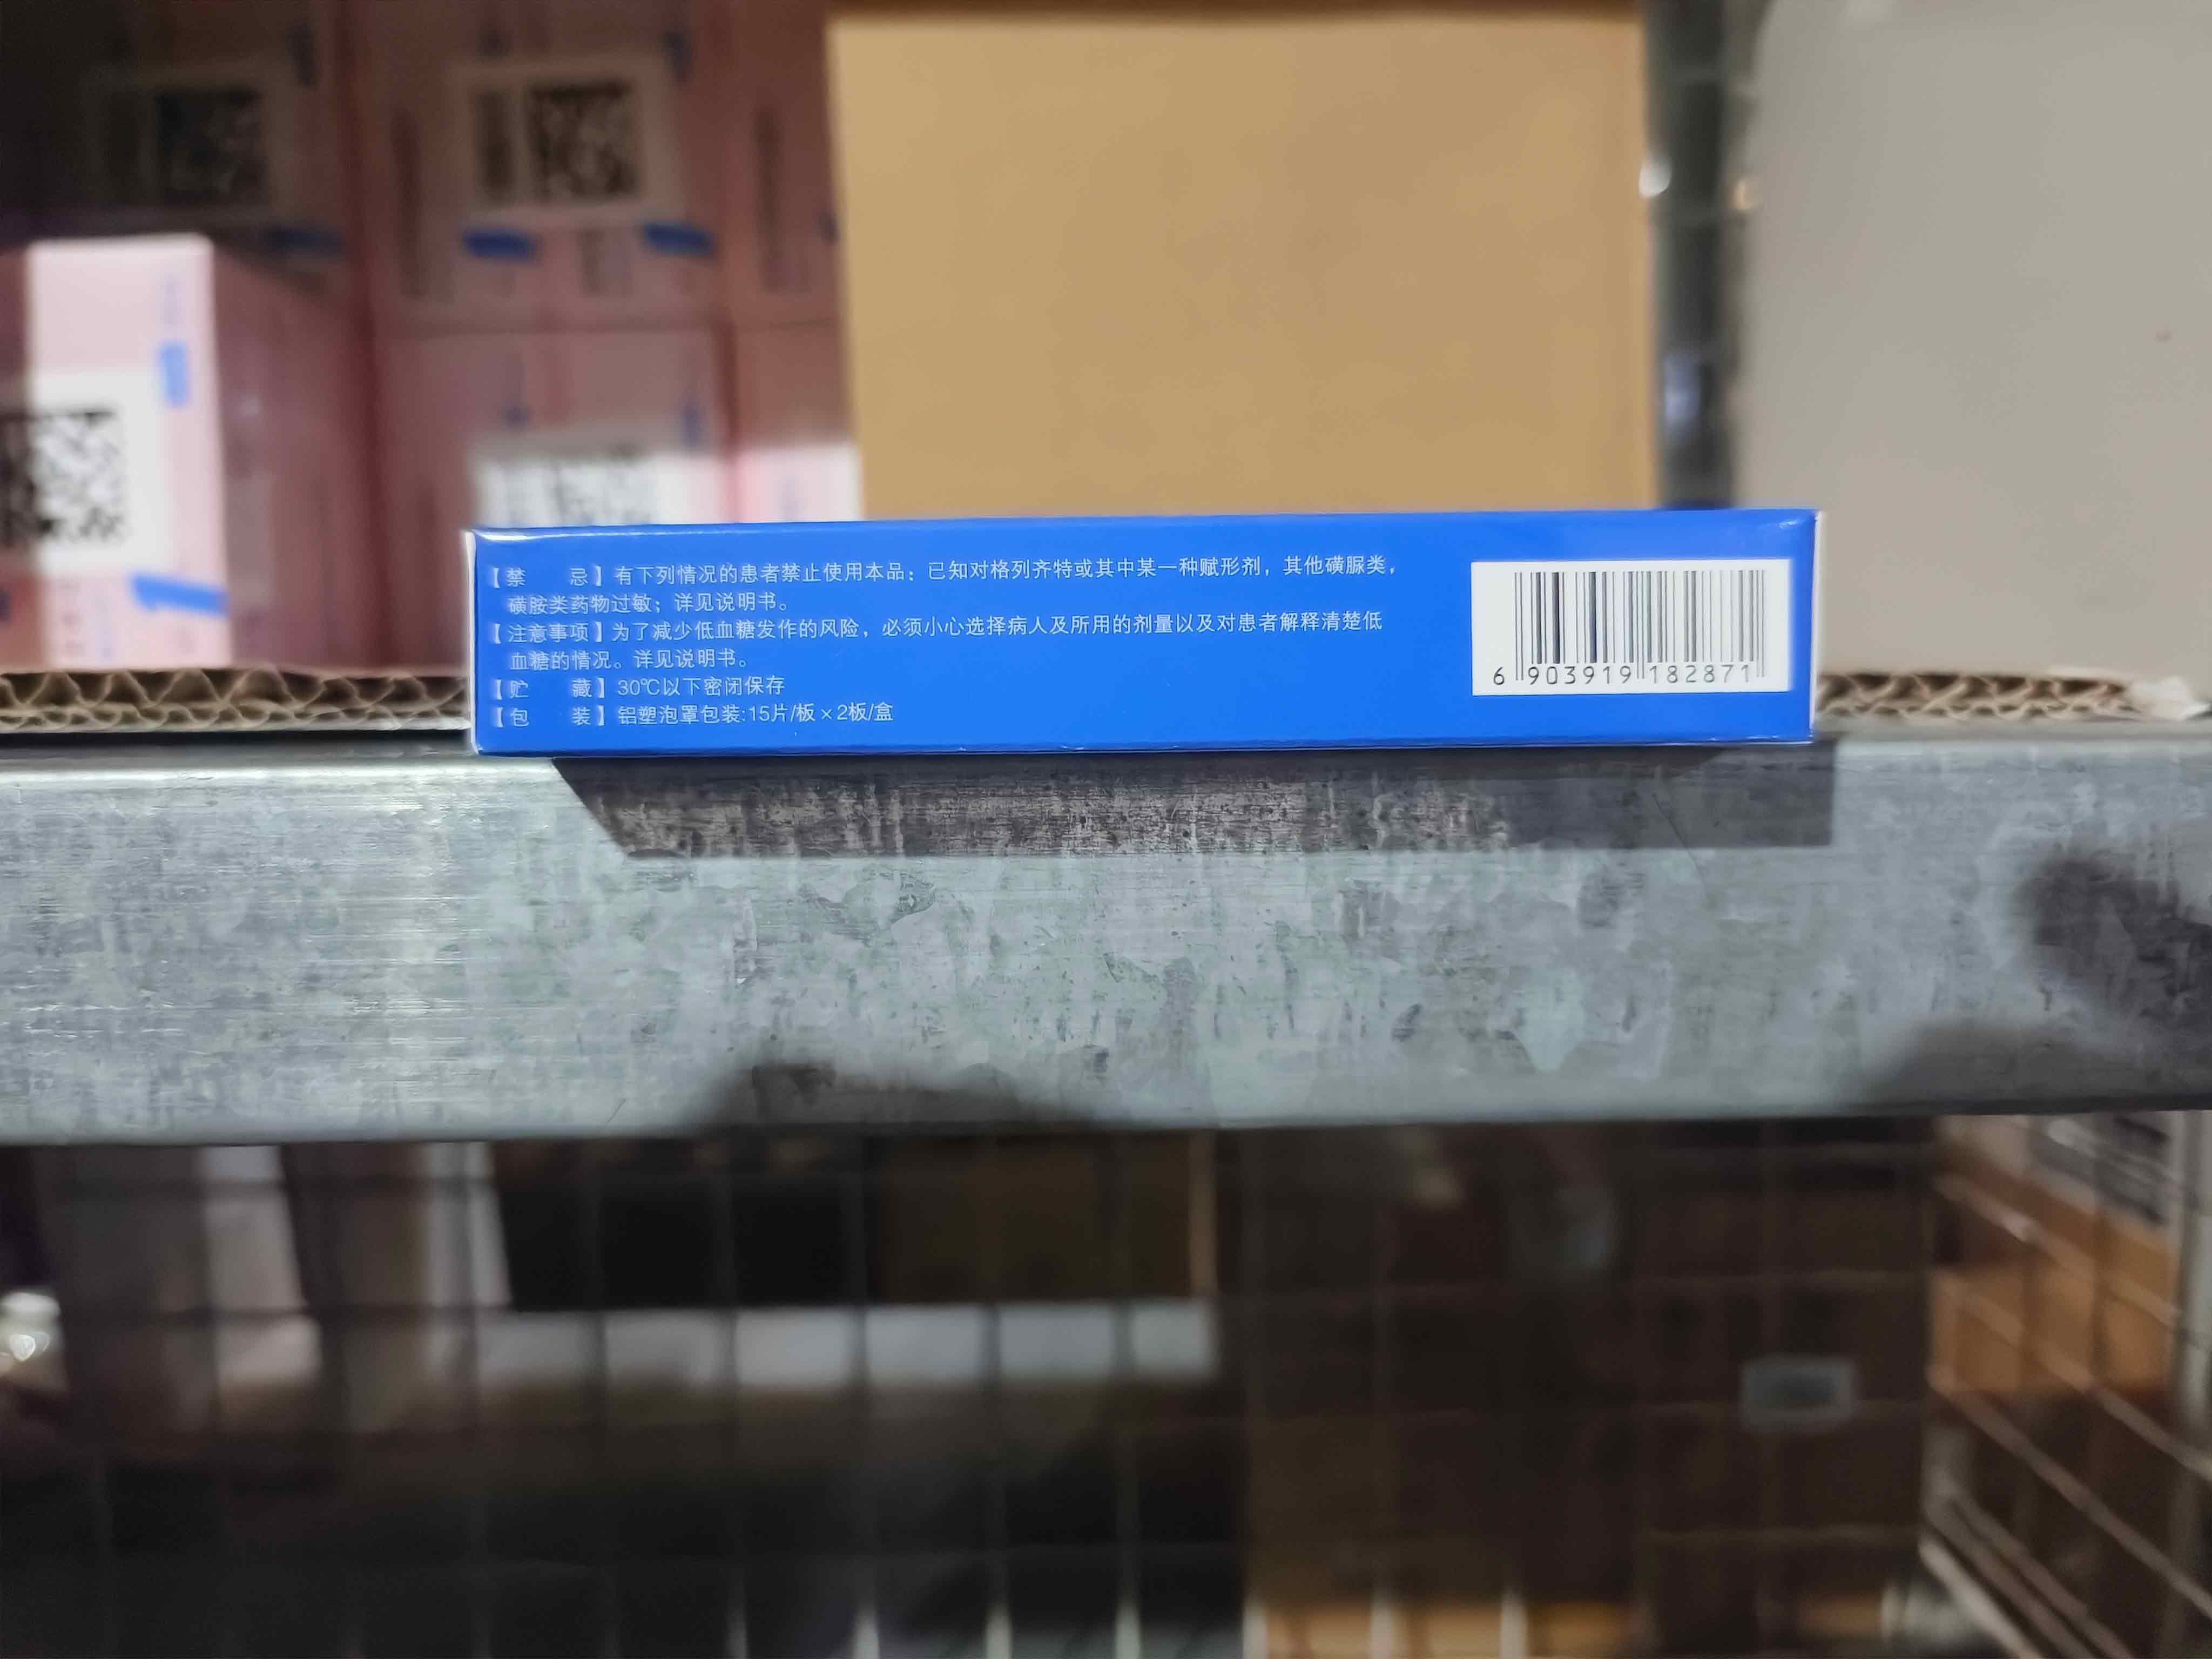 【禁　　忌】有下列情况的患者禁止使用本品：已知对格列齐特或其中某一种赋形剂，其他磺脲类，
磺胺类药物过敏；详见说明书。
【注意事项】为了减少低血糖发作的风险，必须小心选择病人及所用的剂量以及对患者解释清楚低
血糖的情况。详见说明书。
【贮　　藏】30℃以下密闭保存
【包　　装】铝塑泡罩包装:15片/板×2板/盒
6 903919 182871